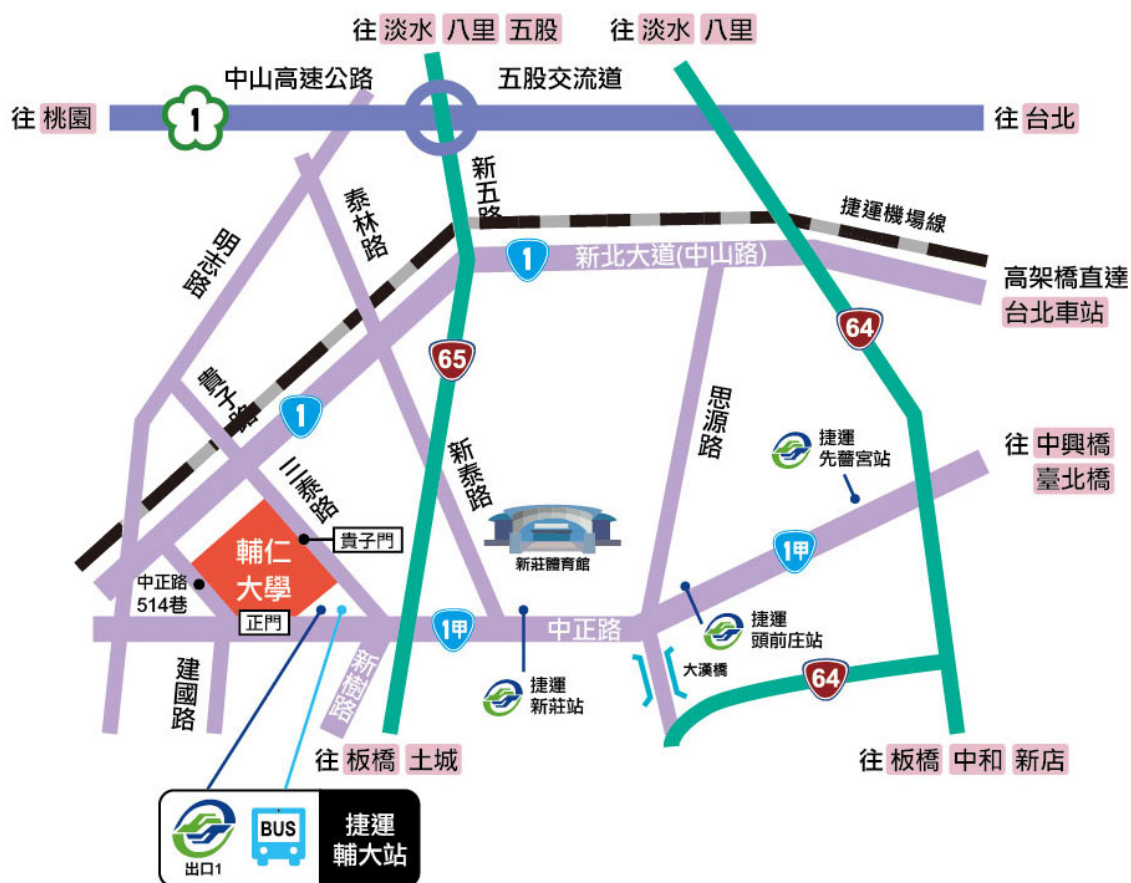 往 淡水 八里 五股
往 淡水 八里
中山高速公路
五股交流道
往 桃園
1
往 台北
新五路
泰林路
明志路
捷運機場線
1
新北大道(中山路)
高架橋直達
台北車站
65
64
貴子路
1
思源路
新泰路
捷運
先嗇宮站
往 中興橋
臺北橋
三泰路
貴子門
輔仁
大學
新莊體育館
1甲
中正路
514巷
正門
1甲
中正路
捷運
頭前庄站
大漢橋
建國路
新樹路
捷運
新莊站
64
往 板橋 土城
往 板橋 中和 新店
BUS
出口1
捷運
輔大站